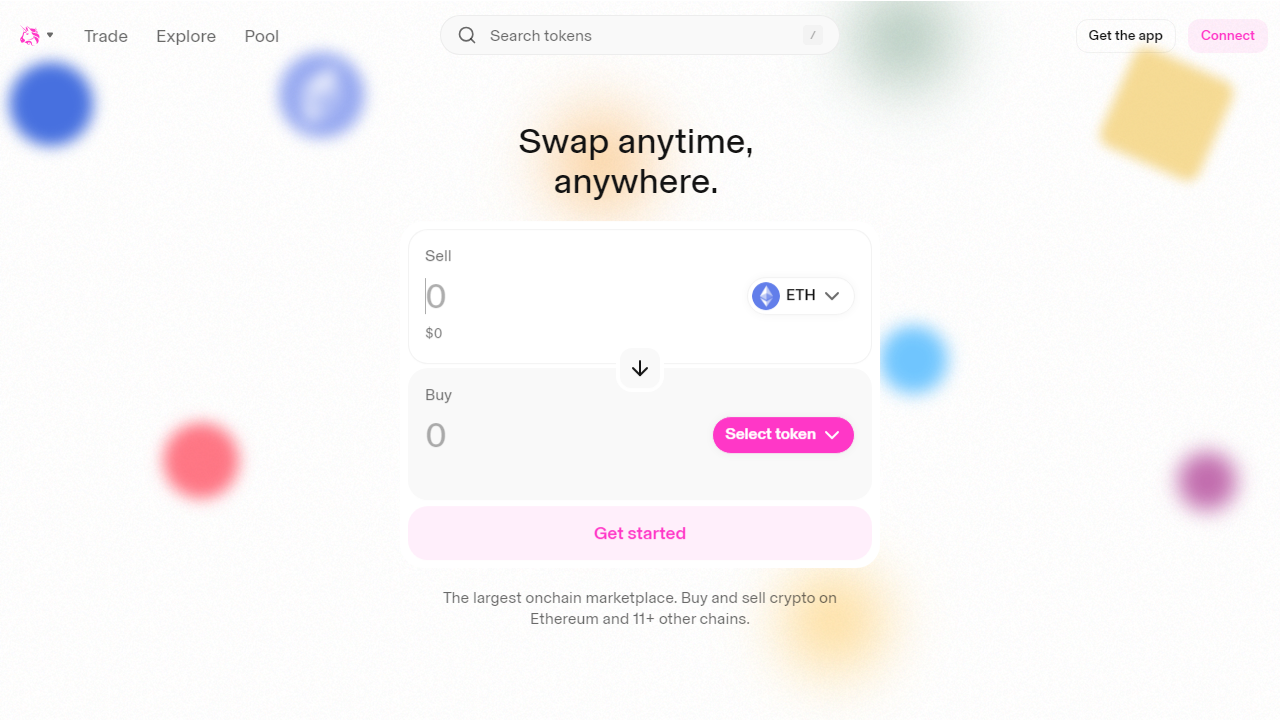 Trade Explore Pool Search tokens / Get the app Connect
Swap anytime,
anywhere.
Sell
0 ETH
$0
Buy
0 Select token
Get started
The largest onchain marketplace. Buy and sell crypto on
Ethereum and 11+ other chains.